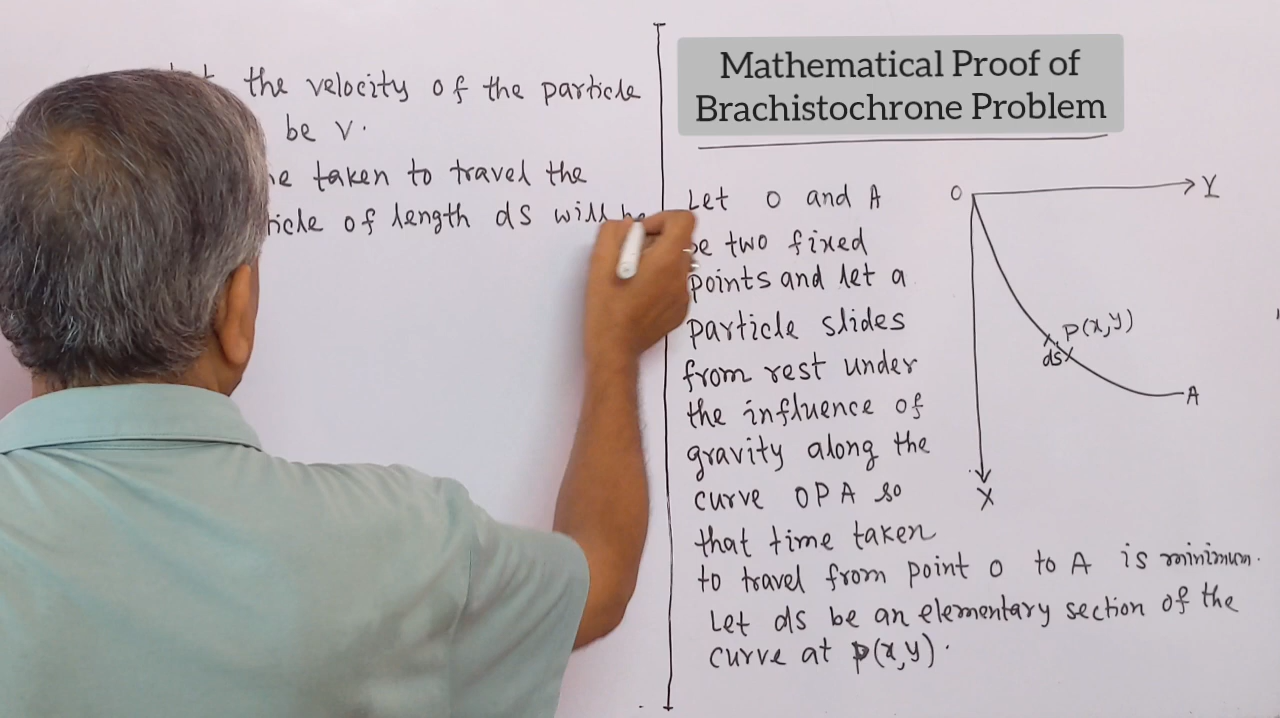 the velocity of the particle
be v.
taken to travel the
of length ds will
Mathematical Proof of
Brachistochrone Problem
Let O and A
be two fixed
points and let a
particle slides
from rest under
the influence of
gravity along the
curve OPA so
that time taken
to travel from point O to A is minimum.
Let ds be an elementary section of the
curve at P(x,y).
O
Y
P(x,y)
ds
A
X